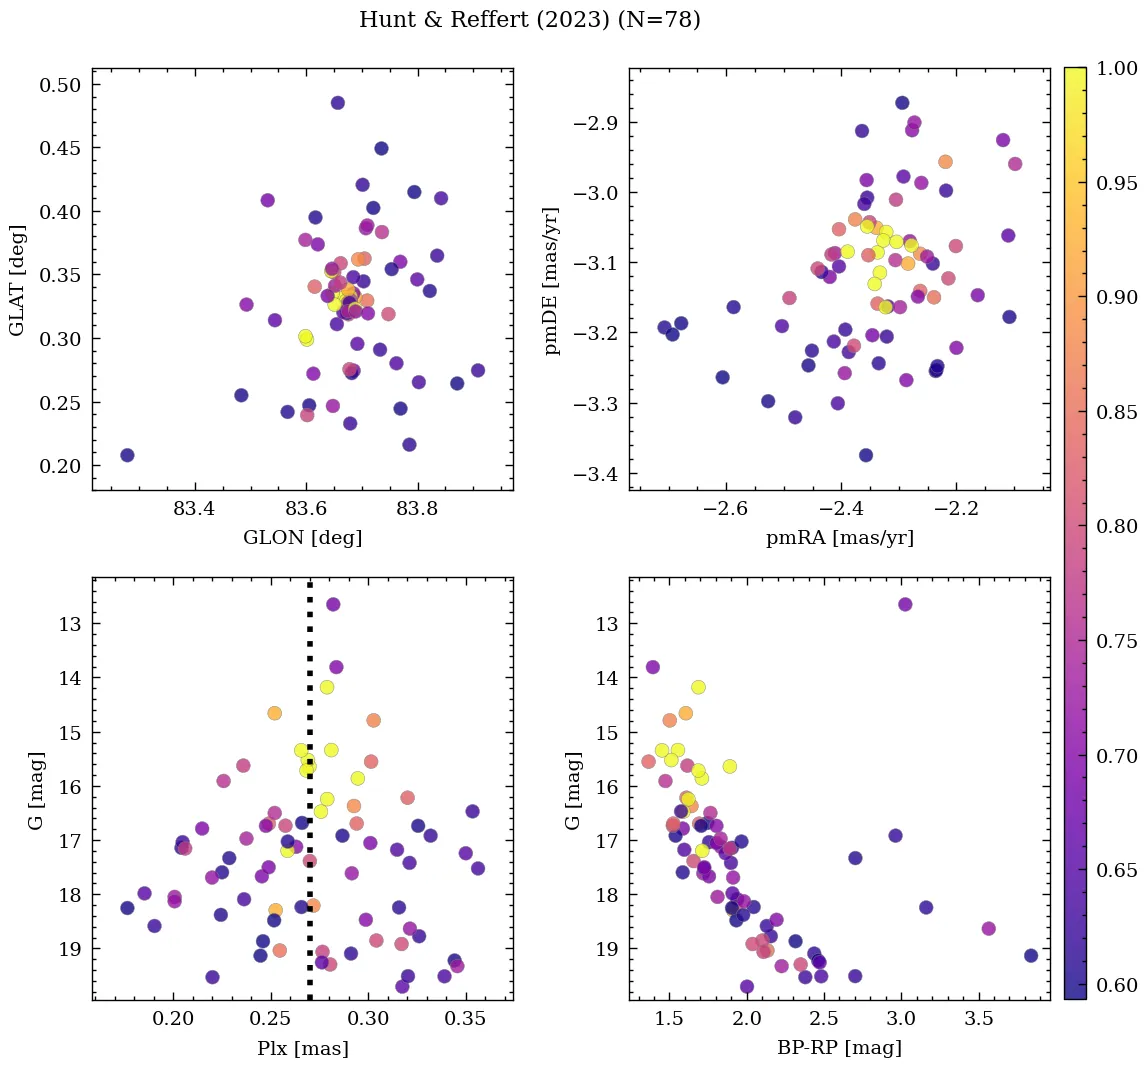 Hunt & Reffert (2023) (N=78)
0.50
0.45
0.40
0.35
0.30
0.25
0.20
GLAT [deg]
83.4 83.6 83.8
GLON [deg]
−2.9
−3.0
−3.1
−3.2
−3.3
−3.4
pmDE [mas/yr]
−2.6 −2.4 −2.2
pmRA [mas/yr]
1.00
0.95
0.90
0.85
0.80
0.75
0.70
0.65
0.60
13
14
15
16
17
18
19
G [mag]
0.20 0.25 0.30 0.35
Plx [mas]
13
14
15
16
17
18
19
G [mag]
1.5 2.0 2.5 3.0 3.5
BP-RP [mag]